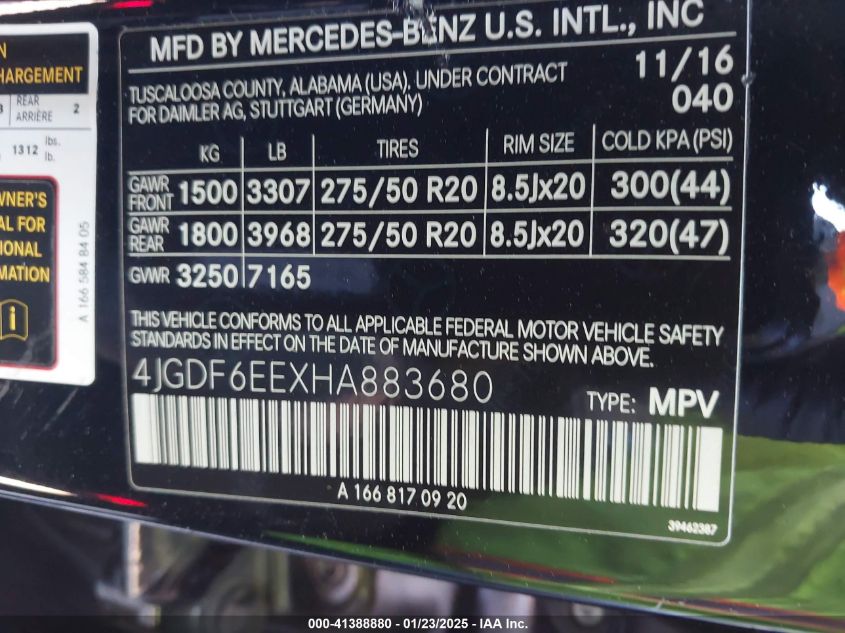 N
HARGEMENT
REAR
ARRIÈRE
2
1312 lbs.
lb.
WNER'S
AL FOR
IONAL
MATION
A 166 584 84 05
MFD BY MERCEDES-BENZ U.S. INTL., INC
TUSCALOOSA COUNTY, ALABAMA (USA), UNDER CONTRACT
FOR DAIMLER AG, STUTTGART (GERMANY)
11/16
040
KG LB TIRES RIM SIZE COLD KPA (PSI)
GAWR FRONT 1500 3307 275/50 R20 8.5Jx20 300(44)
GAWR REAR 1800 3968 275/50 R20 8.5Jx20 320(47)
GVWR 3250 7165
THIS VEHICLE CONFORMS TO ALL APPLICABLE FEDERAL MOTOR VEHICLE SAFETY
STANDARDS IN EFFECT ON THE DATE OF MANUFACTURE SHOWN ABOVE.
4JGDF6EEXHA883680
TYPE: MPV
A 166 817 09 20
39462387
000-41388880 - 01/23/2025 - IAA Inc.